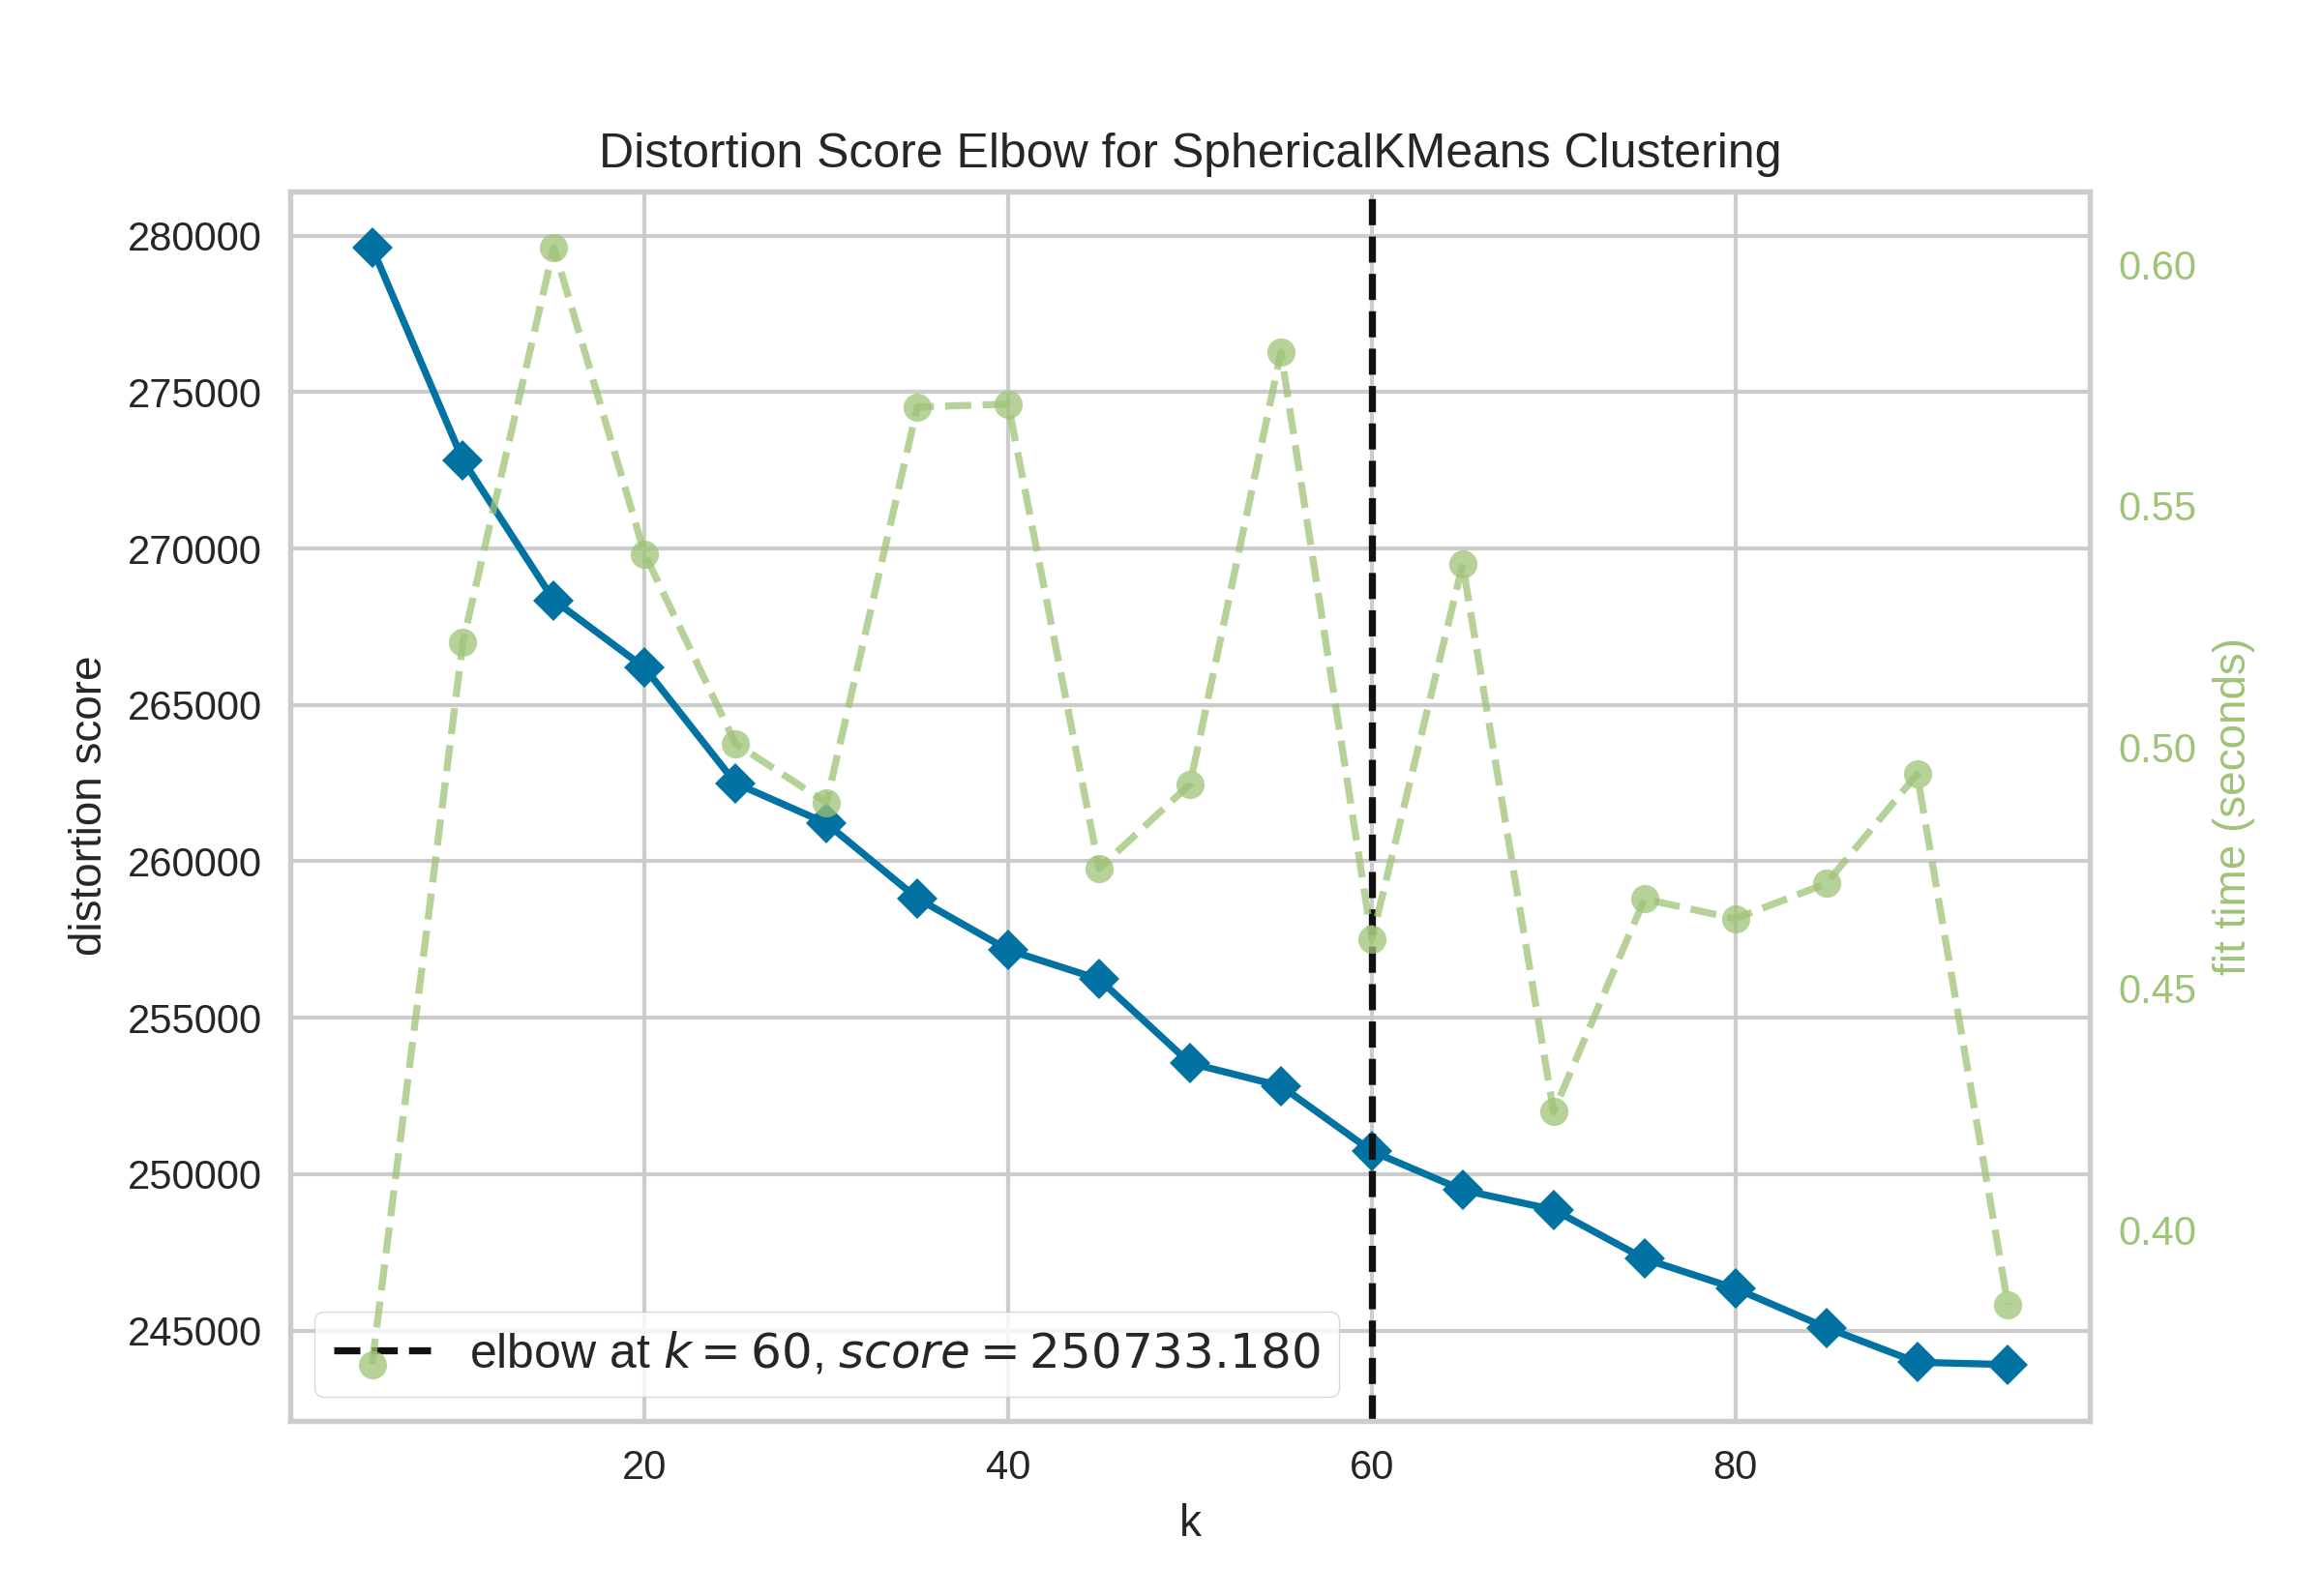 Distortion Score Elbow for SphericalKMeans Clustering
280000
275000
270000
265000
260000
255000
250000
245000
distortion score
0.60
0.55
0.50
0.45
0.40
fit time (seconds)
elbow at k = 60, score = 250733.180
20 40 60 80
k